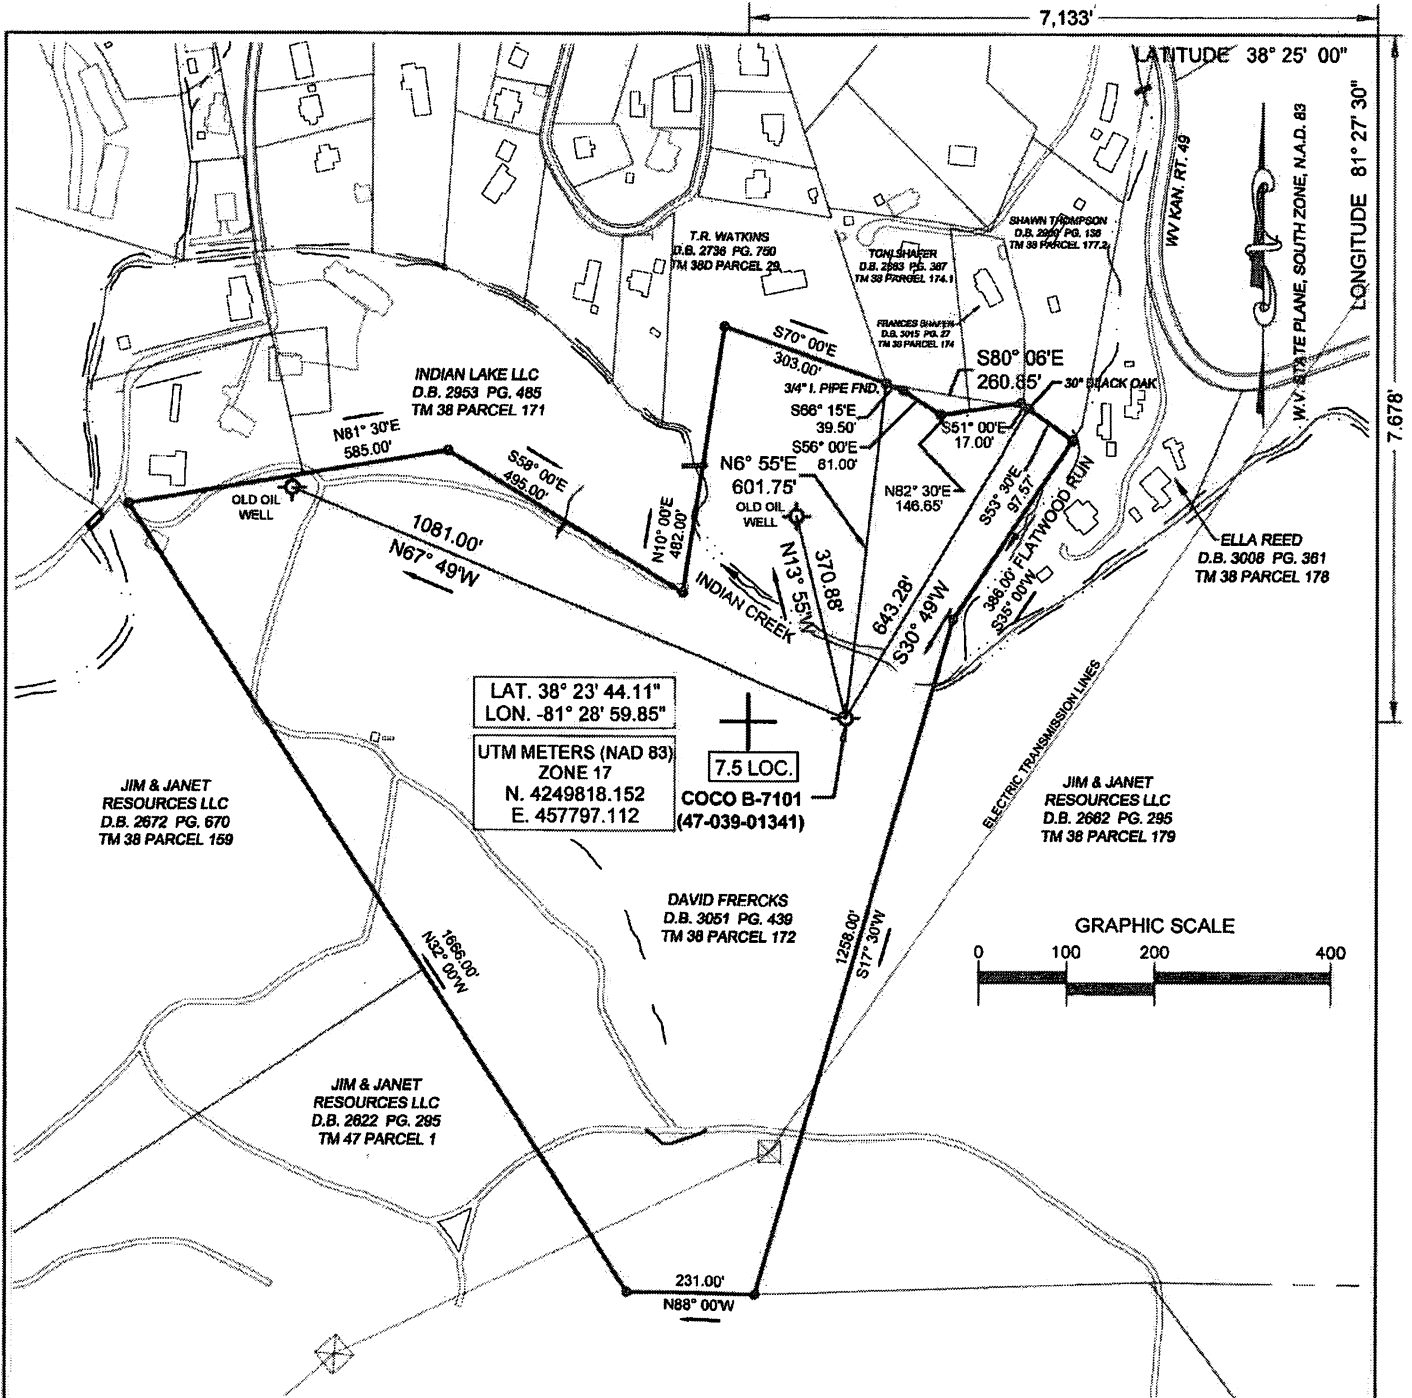 7,133'
LATITUDE 38° 25' 00"
LONGITUDE 81° 27' 30"
W.V. STATE PLANE, SOUTH ZONE, N.A.D. 83
7.678'
WV KAN. RT. 49
SHAWN THOMPSON
PG. 136
TM 38 PARCEL 177.2
T.R. WATKINS
D.B. 2736 PG. 750
TM 38D PARCEL 29
TONI SHAFER
PG. 387
TM 38 PARCEL 174.1
FRANCES SHAFER
D.B. 3015 PG. 27
TM 38 PARCEL 174
S70° 00'E
303.00'
3/4" I. PIPE FND.
S80° 06'E
260.85'
30" BLACK OAK
S66° 15'E
39.50'
S51° 00'E
17.00'
S56° 00'E
81.00'
N82° 30'E
146.65'
S53° 30'E
97.57'
INDIAN LAKE LLC
D.B. 2953 PG. 485
TM 38 PARCEL 171
N81° 30'E
585.00'
S58° 00'E
495.00'
N10° 00'E
482.00'
N6° 55'E
601.75'
OLD OIL
WELL
OLD OIL
WELL
1081.00'
N67° 49'W
370.88'
N13° 55'W
643.28'
S30° 49'W
INDIAN CREEK
FLATWOOD RUN
386.00'
S35° 00'W
ELLA REED
D.B. 3008 PG. 361
TM 38 PARCEL 178
LAT. 38° 23' 44.11"
LON. -81° 28' 59.85"
UTM METERS (NAD 83)
ZONE 17
N. 4249818.152
E. 457797.112
7.5 LOC.
COCO B-7101
(47-039-01341)
ELECTRIC TRANSMISSION LINES
JIM & JANET
RESOURCES LLC
D.B. 2672 PG. 670
TM 38 PARCEL 159
JIM & JANET
RESOURCES LLC
D.B. 2662 PG. 295
TM 38 PARCEL 179
DAVID FRERCKS
D.B. 3051 PG. 439
TM 38 PARCEL 172
1258.00'
S17° 30'W
GRAPHIC SCALE
0 100 200 400
1666.00'
N32° 00'W
JIM & JANET
RESOURCES LLC
D.B. 2622 PG. 295
TM 47 PARCEL 1
231.00'
N88° 00'W